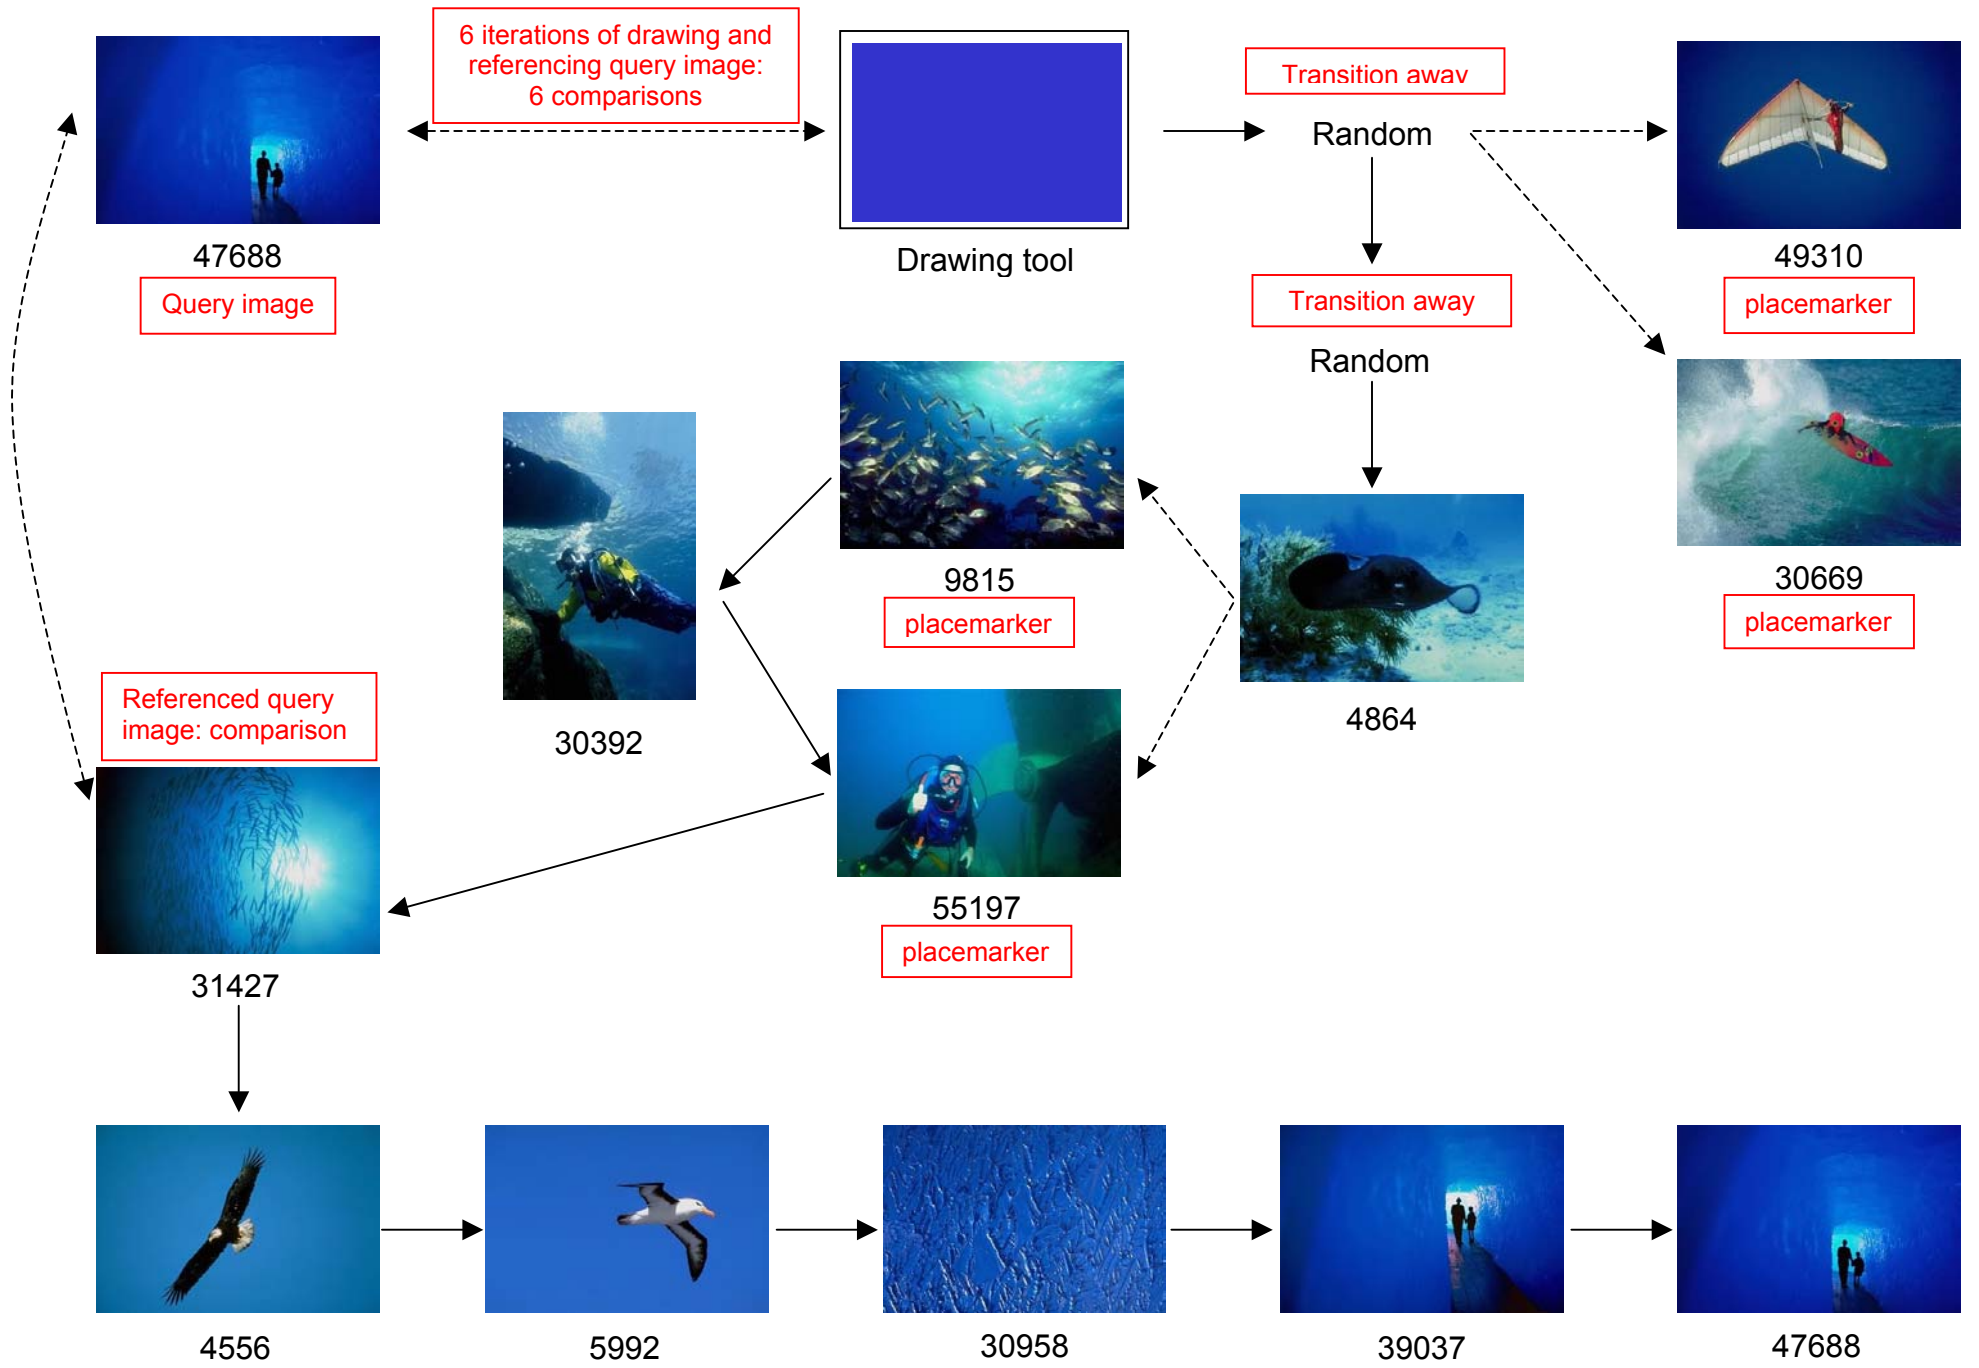 6 iterations of drawing and
referencing query image:
6 comparisons
Transition away
Random
47688
Query image
Drawing tool
49310
placemarker
Transition away
Random
9815
placemarker
30669
placemarker
30392
4864
Referenced query
image: comparison
55197
placemarker
31427
4556
5992
30958
39037
47688